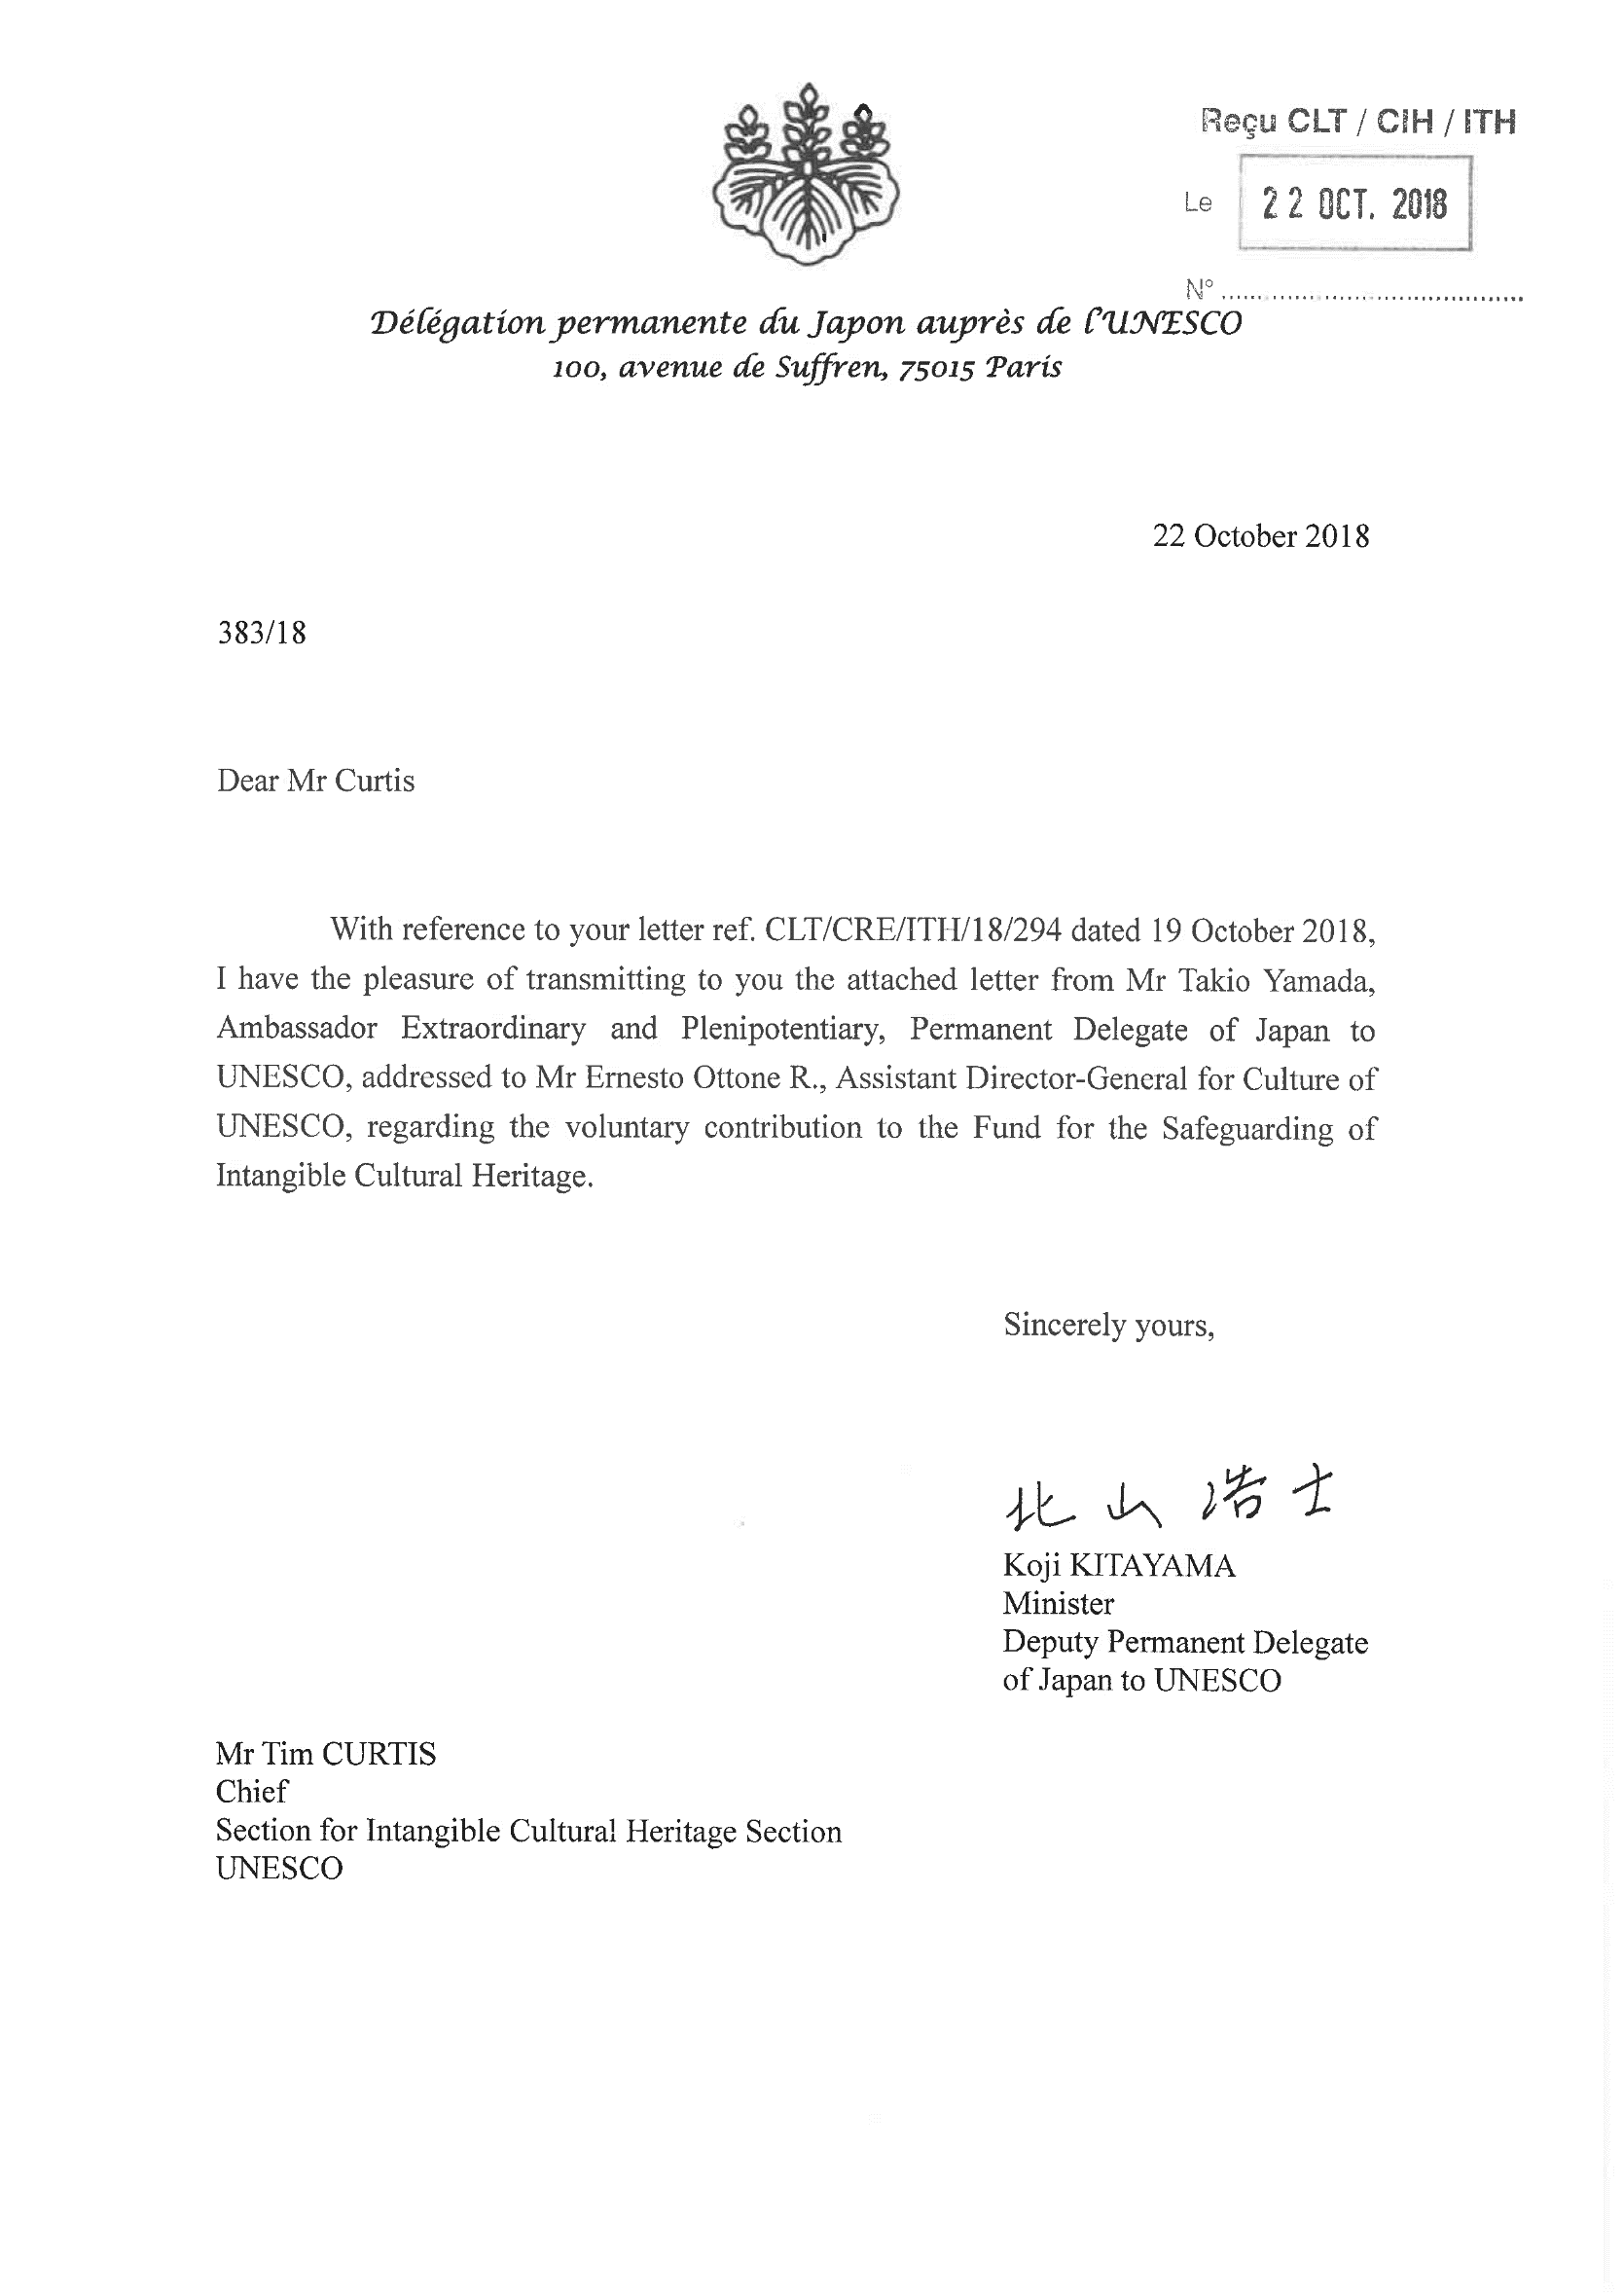 Reçu CLT / CIH / ITH
Le 22 OCT. 2018
N° ................................................
Délégation permanente du Japon auprès de l'UNESCO
100, avenue de Suffren, 75015 Paris
22 October 2018
383/18
Dear Mr Curtis
With reference to your letter ref. CLT/CRE/ITH/18/294 dated 19 October 2018,
I have the pleasure of transmitting to you the attached letter from Mr Takio Yamada,
Ambassador Extraordinary and Plenipotentiary, Permanent Delegate of Japan to
UNESCO, addressed to Mr Ernesto Ottone R., Assistant Director-General for Culture of
UNESCO, regarding the voluntary contribution to the Fund for the Safeguarding of
Intangible Cultural Heritage.
Sincerely yours,
北山浩士
Koji KITAYAMA
Minister
Deputy Permanent Delegate
of Japan to UNESCO
Mr Tim CURTIS
Chief
Section for Intangible Cultural Heritage Section
UNESCO